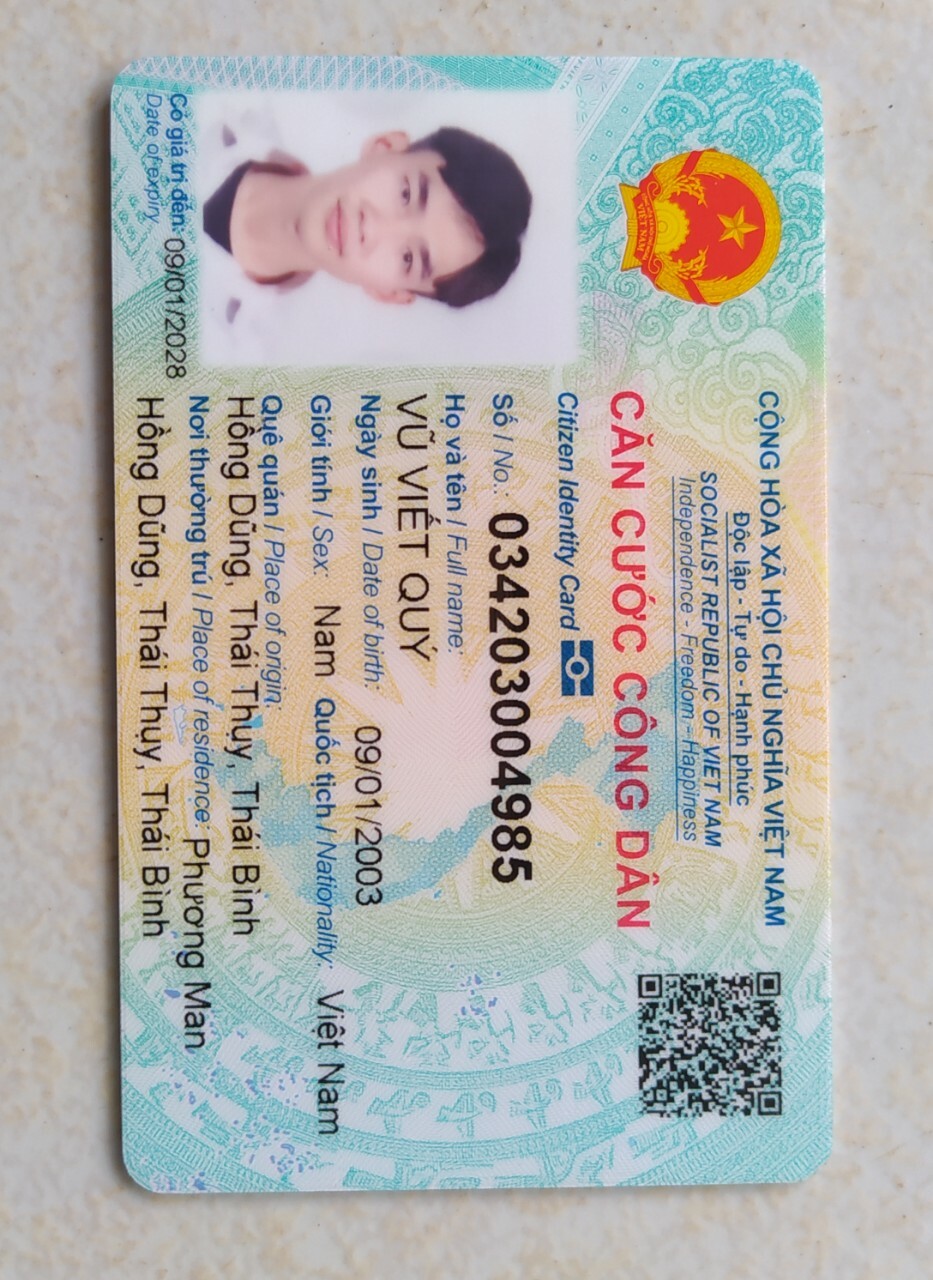 CỘNG HÒA XÃ HỘI CHỦ NGHĨA VIỆT NAM
Độc lập - Tự do - Hạnh phúc
SOCIALIST REPUBLIC OF VIET NAM
Independence - Freedom - Happiness
CĂN CƯỚC CÔNG DÂN
Citizen Identity Card
Số / No.: 034203004985
Họ và tên / Full name:
VŨ VIẾT QUÝ
Ngày sinh / Date of birth: 09/01/2003
Giới tính / Sex: Nam Quốc tịch / Nationality: Việt Nam
Quê quán / Place of origin:
Hồng Dũng, Thái Thụy, Thái Bình
Nơi thường trú / Place of residence: Phương Man
Hồng Dũng, Thái Thụy, Thái Bình
Có giá trị đến: 09/01/2028
Date of expiry
VIỆT NAM